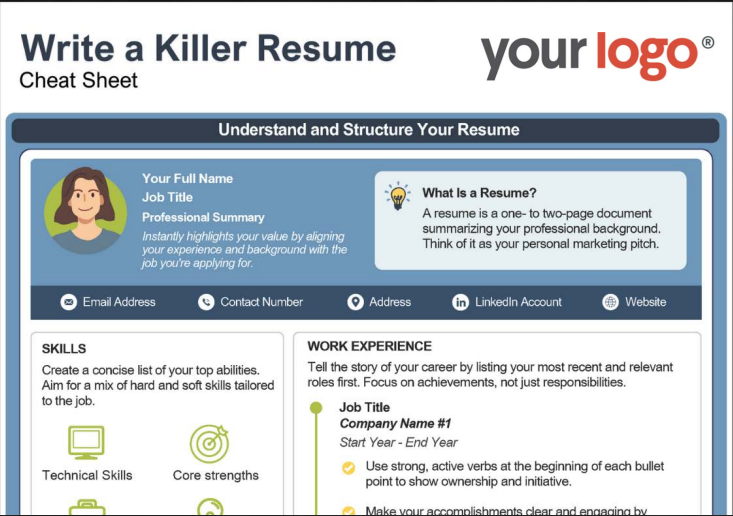 Write a Killer Resume
Cheat Sheet
your logo®
Understand and Structure Your Resume
Your Full Name
Job Title
Professional Summary
Instantly highlights your value by aligning
your experience and background with the
job you're applying for.
What Is a Resume?
A resume is a one- to two-page document
summarizing your professional background.
Think of it as your personal marketing pitch.
Email Address
Contact Number
Address
in LinkedIn Account
Website
SKILLS
Create a concise list of your top abilities.
Aim for a mix of hard and soft skills tailored
to the job.
Technical Skills
Core strengths
WORK EXPERIENCE
Tell the story of your career by listing your most recent and relevant
roles first. Focus on achievements, not just responsibilities.
Job Title
Company Name #1
Start Year - End Year
Use strong, active verbs at the beginning of each bullet
point to show ownership and initiative.
Make your accomplishments clear and engaging by